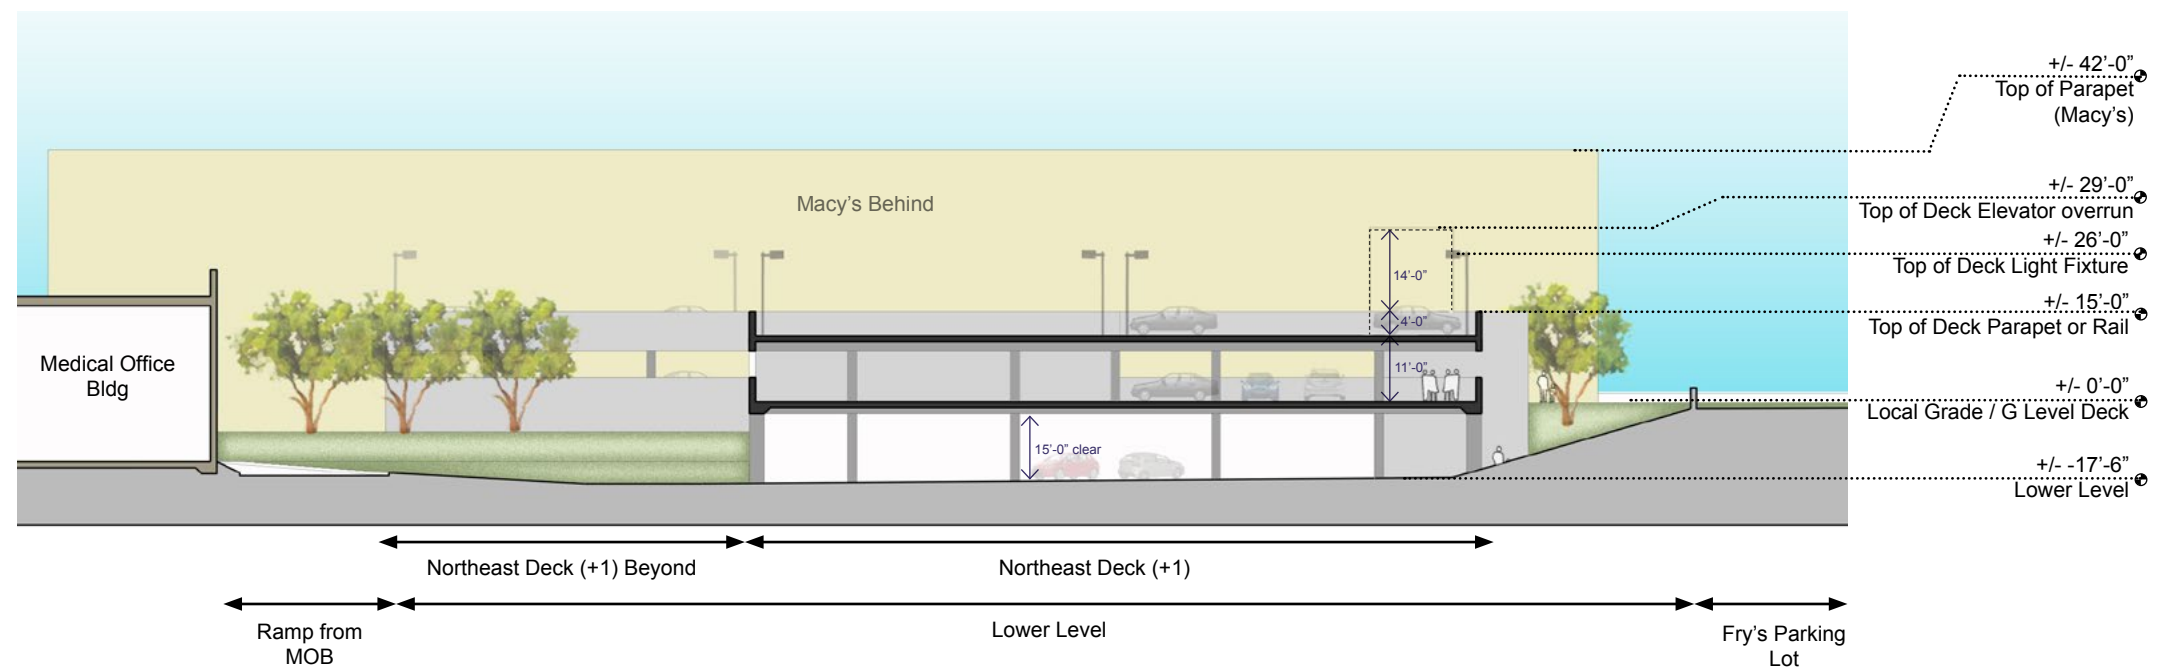 +/- 42'-0"
Top of Parapet
(Macy's)
+/- 29'-0"
Top of Deck Elevator overrun
+/- 26'-0"
Top of Deck Light Fixture
+/- 15'-0"
Top of Deck Parapet or Rail
+/- 0'-0"
Local Grade / G Level Deck
+/- -17'-6"
Lower Level
Macy's Behind
14'-0"
4'-0"
11'-0"
15'-0" clear
Medical Office
Bldg
Northeast Deck (+1) Beyond
Northeast Deck (+1)
Ramp from
MOB
Lower Level
Fry's Parking
Lot